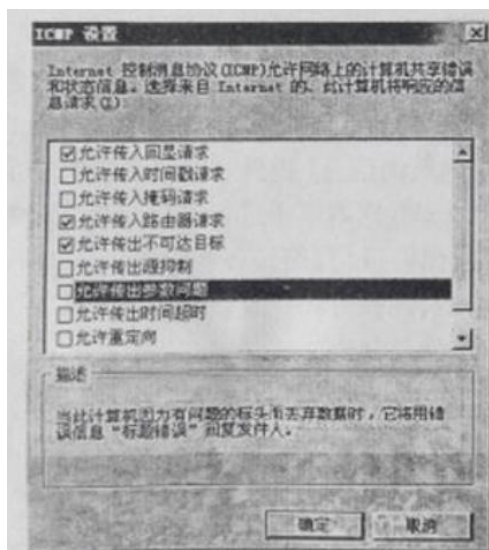 ICMP 设置
Internet 控制消息协议(ICMP)允许网络上的计算机共享错误
和状态信息。选择来自 Internet 的、此计算机将响应的信
息请求(I):
允许传入回显请求
允许传入时间戳请求
允许传入掩码请求
允许传入路由器请求
允许传出不可达目标
允许传出源抑制
允许传出参数问题
允许传出时间超时
允许重定向
描述
当此计算机因为有问题的标头而丢弃数据时，它将用错
误信息“标题错误”回复发件人。
确定
取消